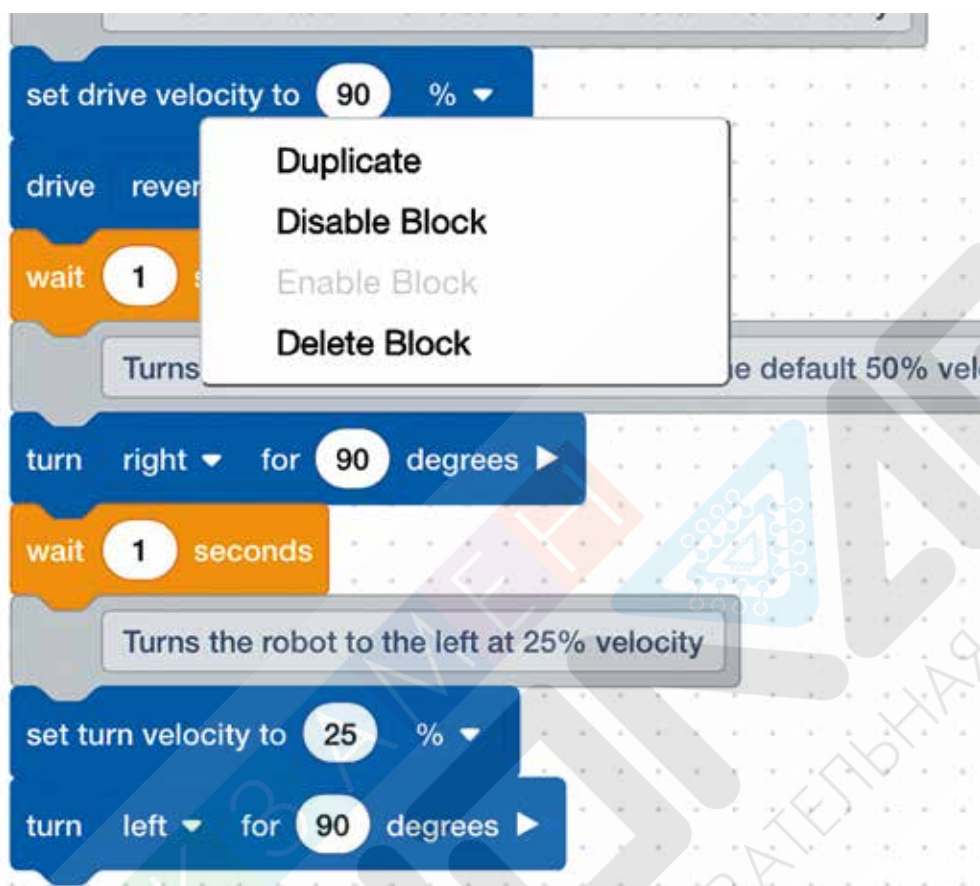 set drive velocity to 90 %
drive
wait 1
Duplicate
Disable Block
Enable Block
Delete Block
Turns default 50%
turn right for 90 degrees
wait 1 seconds
Turns the robot to the left at 25% velocity
set turn velocity to 25 %
turn left for 90 degrees